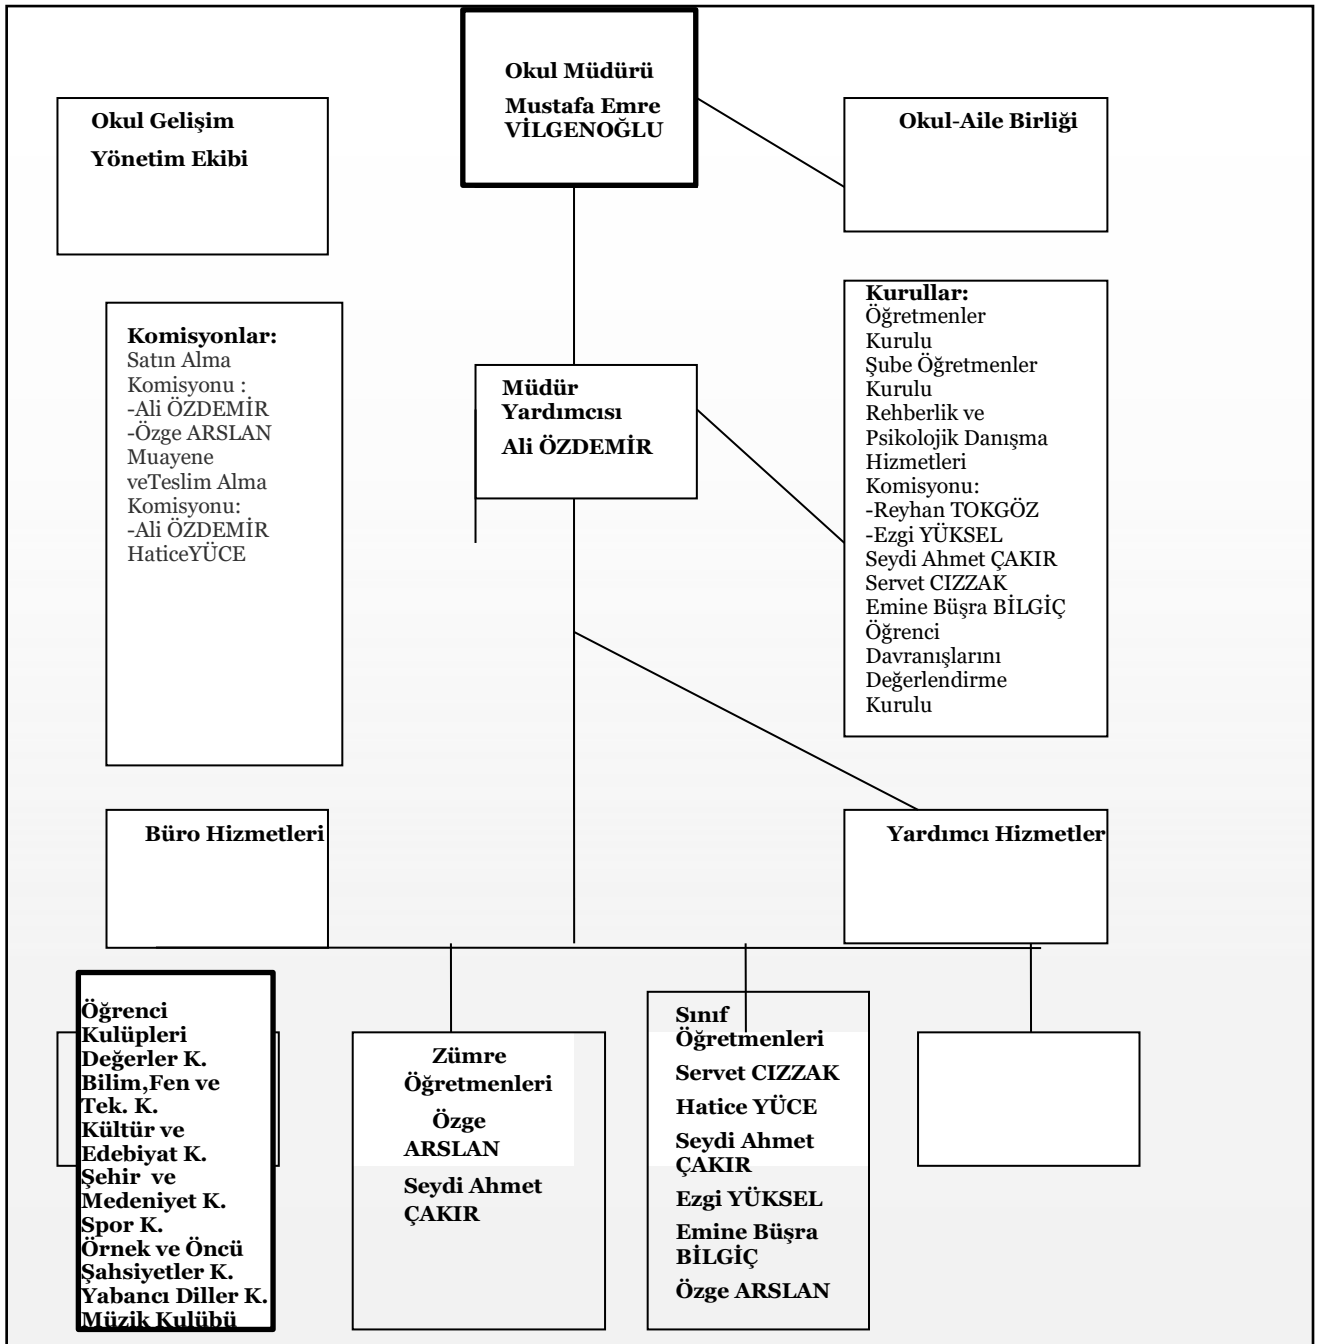 Okul Müdürü
Mustafa Emre
VİLGENOĞLU
Okul Gelişim
Yönetim Ekibi
Okul-Aile Birliği
Komisyonlar:
Satın Alma
Komisyonu :
-Ali ÖZDEMİR
-Özge ARSLAN
Muayene
veTeslim Alma
Komisyonu:
-Ali ÖZDEMİR
HaticeYÜCE
Müdür
Yardımcısı
Ali ÖZDEMİR
Kurullar:
Öğretmenler
Kurulu
Şube Öğretmenler
Kurulu
Rehberlik ve
Psikolojik Danışma
Hizmetleri
Komisyonu:
-Reyhan TOKGÖZ
-Ezgi YÜKSEL
Seydi Ahmet ÇAKIR
Servet CIZZAK
Emine Büşra BİLGİÇ
Öğrenci
Davranışlarını
Değerlendirme
Kurulu
Büro Hizmetleri
Yardımcı Hizmetler
Öğrenci
Kulüpleri
Değerler K.
Bilim,Fen ve
Tek. K.
Kültür ve
Edebiyat K.
Şehir ve
Medeniyet K.
Spor K.
Örnek ve Öncü
Şahsiyetler K.
Yabancı Diller K.
Müzik Kulübü
Zümre
Öğretmenleri
Özge
ARSLAN
Seydi Ahmet
ÇAKIR
Sınıf
Öğretmenleri
Servet CIZZAK
Hatice YÜCE
Seydi Ahmet
ÇAKIR
Ezgi YÜKSEL
Emine Büşra
BİLGİÇ
Özge ARSLAN